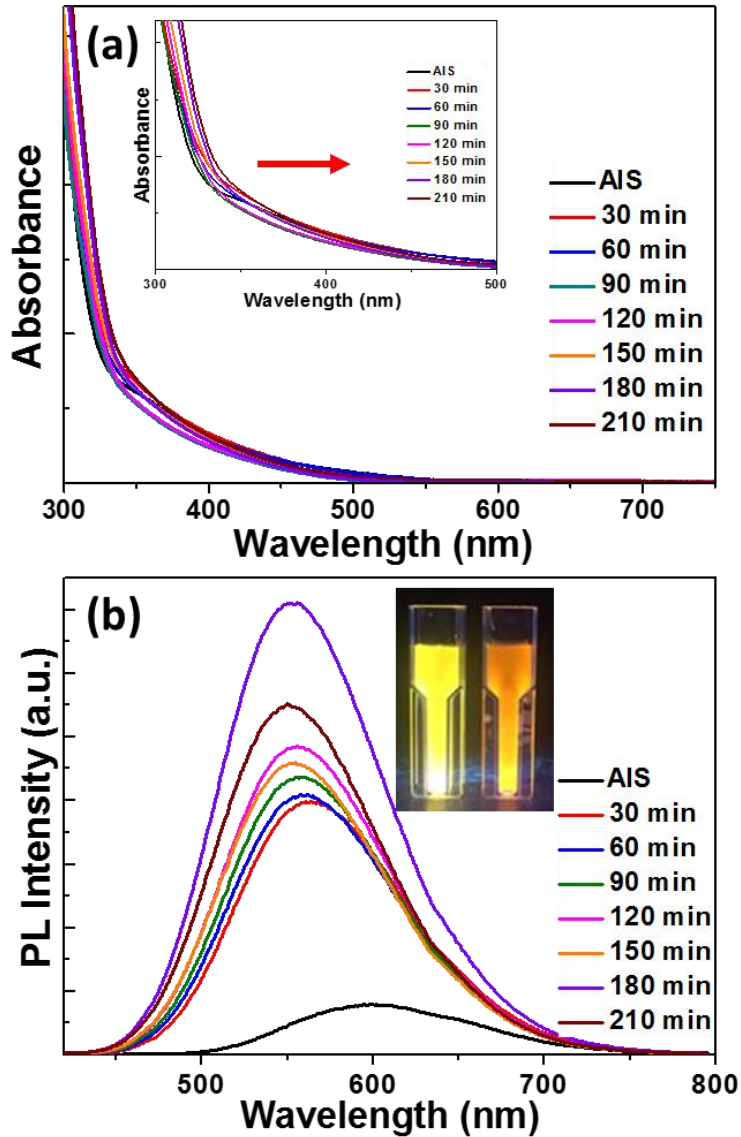 (a)
Absorbance
AIS
30 min
60 min
90 min
120 min
150 min
180 min
210 min
300
400
500
Wavelength (nm)
Absorbance
AIS
30 min
60 min
90 min
120 min
150 min
180 min
210 min
300
400
500
600
700
Wavelength (nm)
(b)
PL Intensity (a.u.)
AIS
30 min
60 min
90 min
120 min
150 min
180 min
210 min
500
600
700
800
Wavelength (nm)